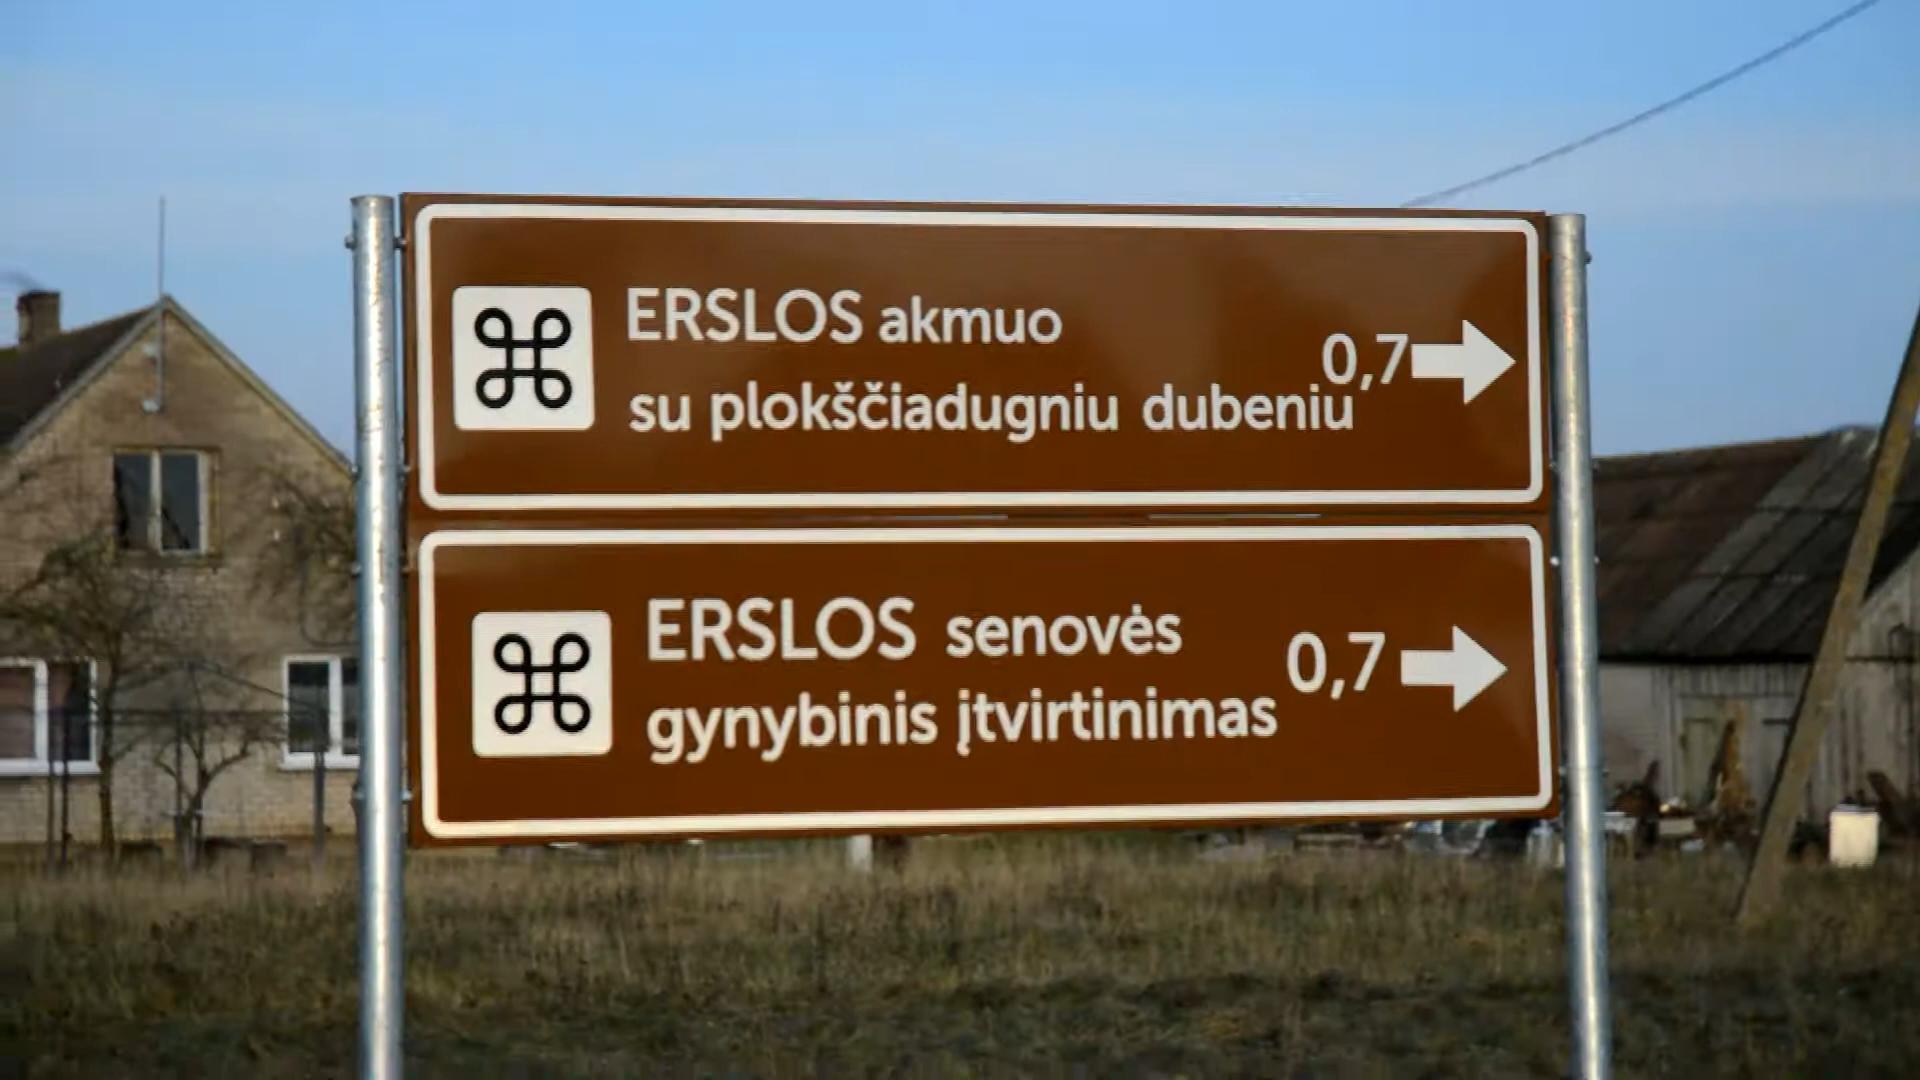 ERSLOS akmuo
su plokščiadugniu dubeniu
0,7
ERSLOS senovės
gynybinis įtvirtinimas
0,7